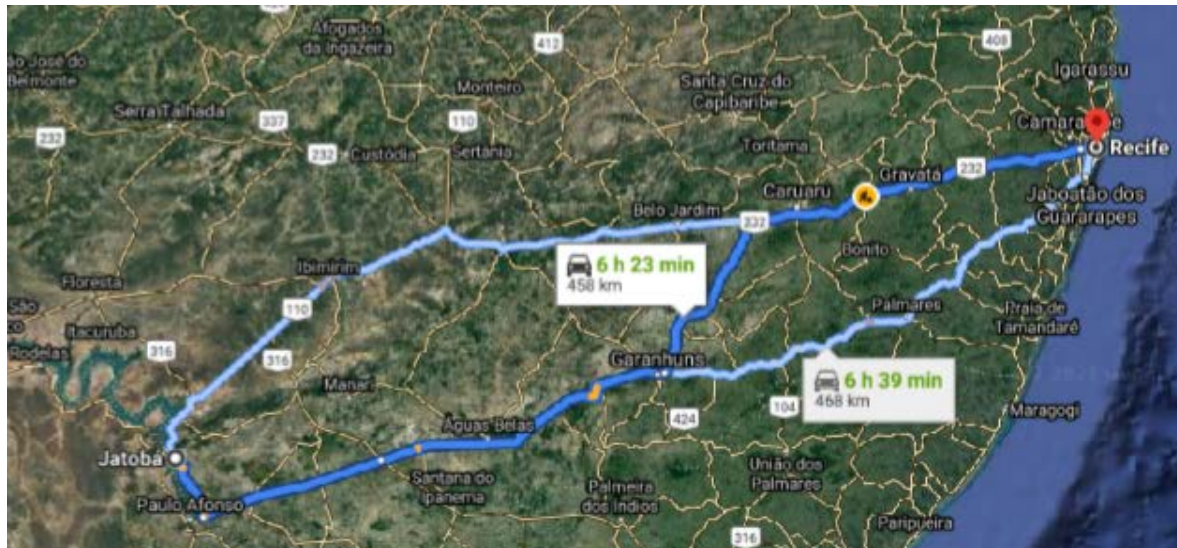 Afogados
da Ingazeira
412
408
ão José do
Belmonte
Igarassu
Monteiro
Santa Cruz do
Capibaribe
Serra Talhada
337
110
232
232
Custódia
Sertânia
Toritama
Recife
Gravatá
232
Caruaru
Jaboatão dos
Guararapes
Belo Jardim
232
Bonito
6 h 23 min
458 km
Ibimirim
Floresta
São
110
Palmares
Praia de
Tamandaré
Itacuruba
Rodelas
316
316
Garanhuns
Manari
6 h 39 min
468 km
104
424
Maragogi
Águas Belas
Jatobá
Santana do
Ipanema
União dos
Palmares
Paulo Afonso
Palmeira
dos Índios
Paripueira
316